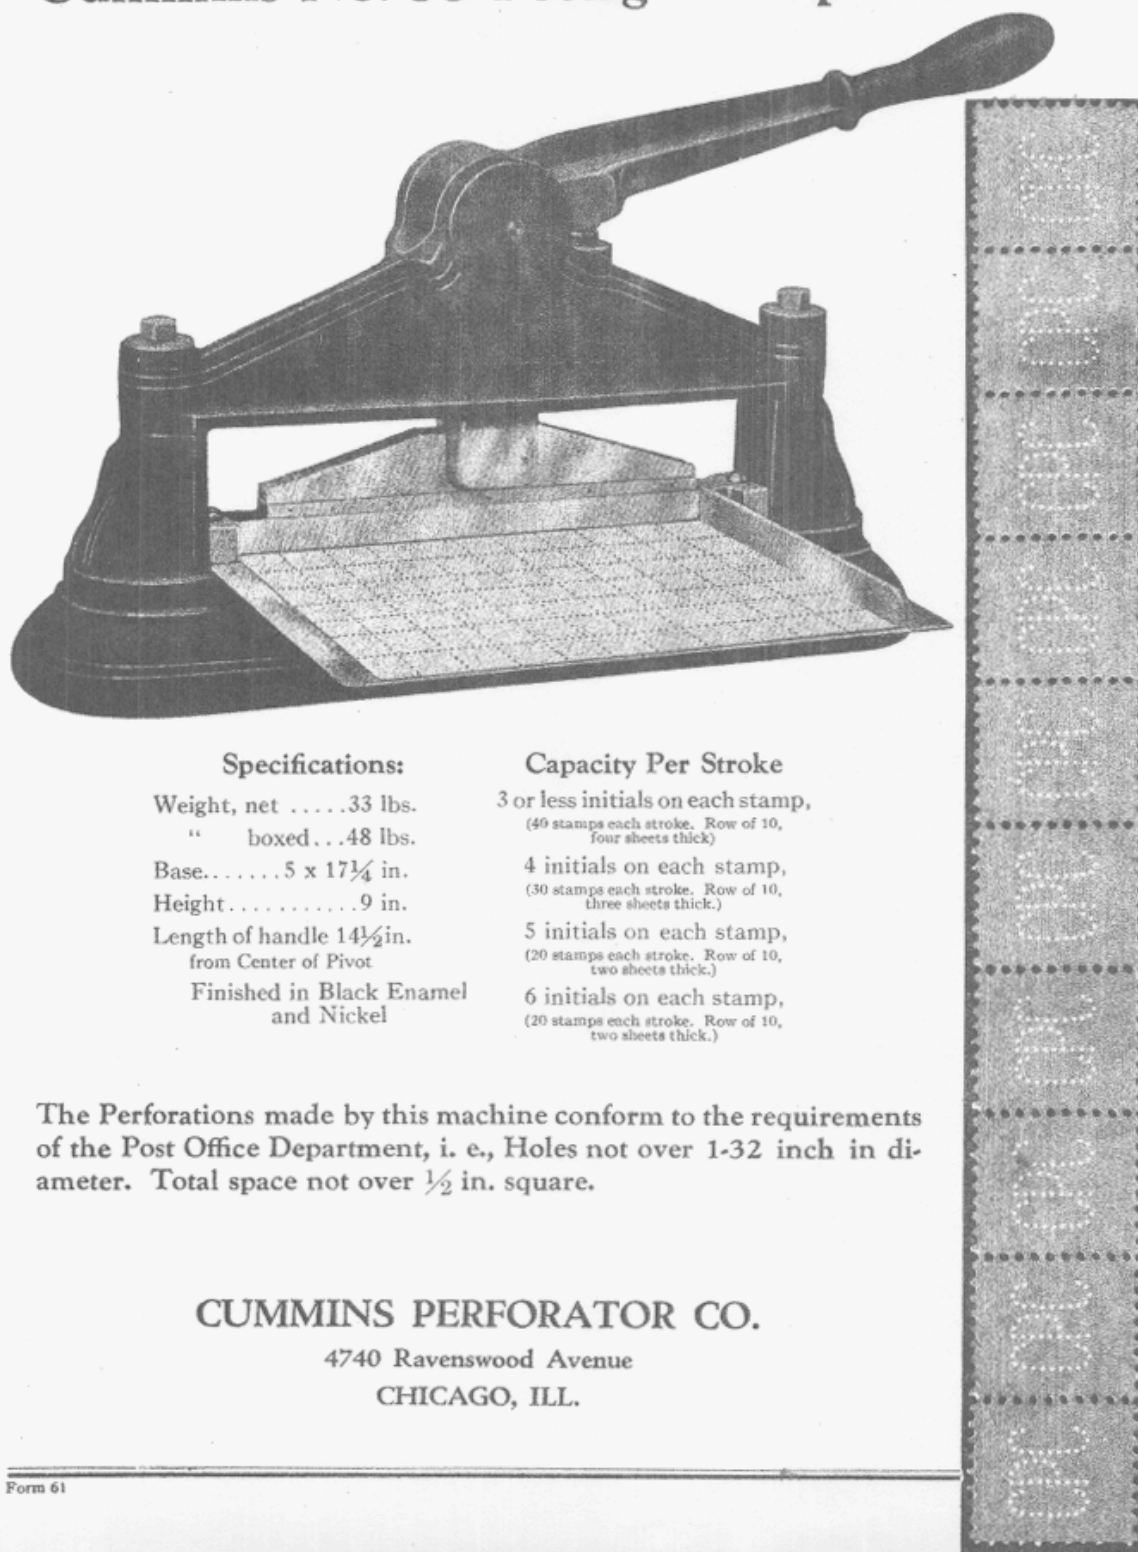 Specifications:
Weight, net .....33 lbs.
“ boxed...48 lbs.
Base.......5 x 17¼ in.
Height...........9 in.
Length of handle 14½in.
from Center of Pivot
Finished in Black Enamel
and Nickel
Capacity Per Stroke
3 or less initials on each stamp,
(40 stamps each stroke. Row of 10,
four sheets thick)
4 initials on each stamp,
(30 stamps each stroke. Row of 10,
three sheets thick.)
5 initials on each stamp,
(20 stamps each stroke. Row of 10,
two sheets thick.)
6 initials on each stamp,
(20 stamps each stroke. Row of 10,
two sheets thick.)
The Perforations made by this machine conform to the requirements
of the Post Office Department, i. e., Holes not over 1-32 inch in di-
ameter. Total space not over ½ in. square.
CUMMINS PERFORATOR CO.
4740 Ravenswood Avenue
CHICAGO, ILL.
Form 61